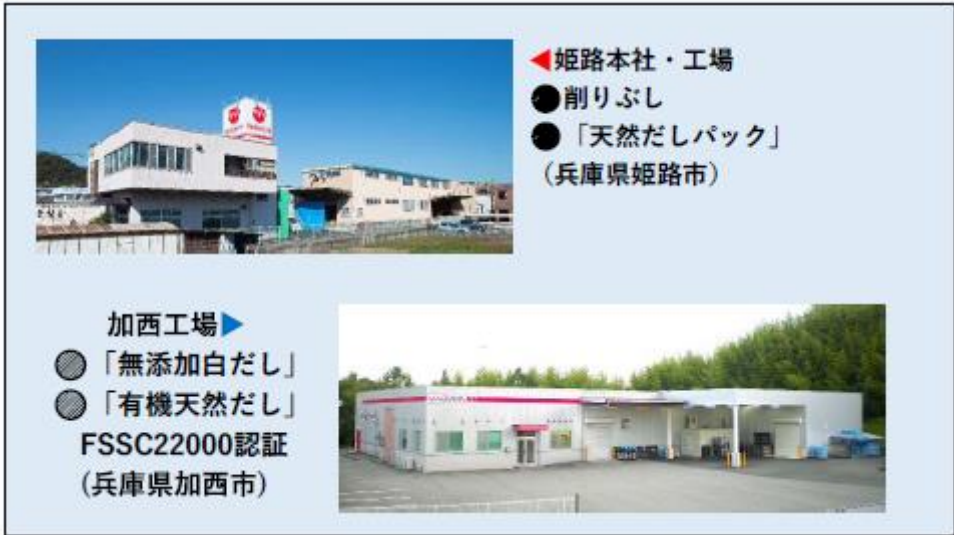 ◀姫路本社・工場
●削りぶし
●「天然だしパック」
(兵庫県姫路市)
加西工場▶
◍「無添加白だし」
◍「有機天然だし」
FSSC22000認証
(兵庫県加西市)